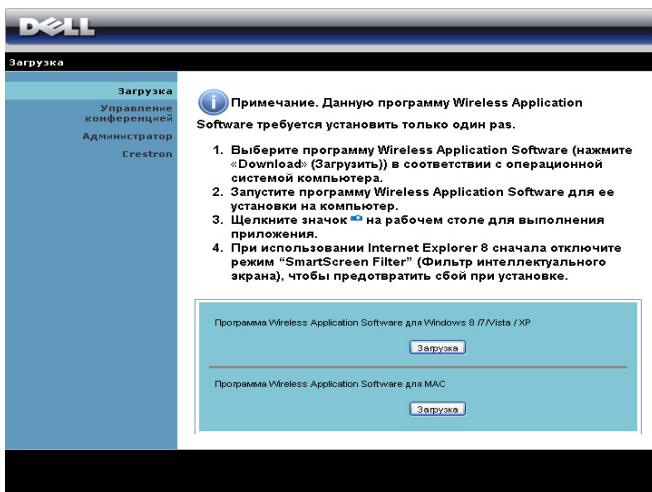 DELL
Загрузка
Загрузка
Управление
конференцией
Администратор
Crestron
Примечание. Данную программу Wireless Application
Software требуется установить только один рас.
1. Выберите программу Wireless Application Software (нажмите
«Download» (Загрузить)) в соответствии с операционной
системой компьютера.
2. Запустите программу Wireless Application Software для ее
установки на компьютер.
3. Щелкните значок на рабочем столе для выполнения
приложения.
4. При использовании Internet Explorer 8 сначала отключите
режим “SmartScreen Filter” (Фильтр интеллектуального
экрана), чтобы предотвратить сбой при установке.
Программа Wireless Application Software для Windows 8 /7/Vista / XP
Загрузка
Программа Wireless Application Software для MAC
Загрузка